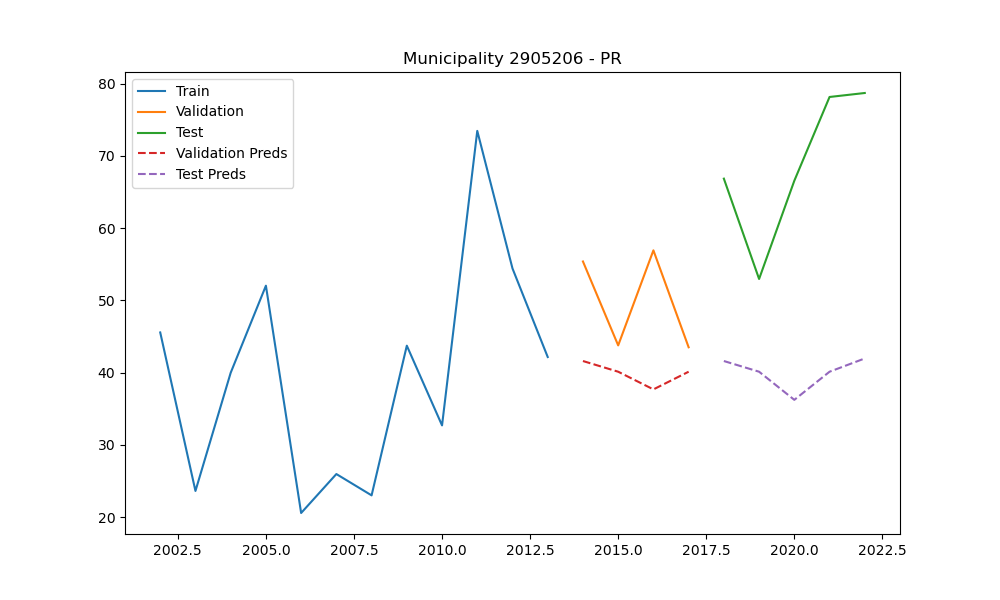 Municipality 2905206 - PR
Train
Validation
Test
Validation Preds
Test Preds
80
70
60
50
40
30
20
2002.5 2005.0 2007.5 2010.0 2012.5 2015.0 2017.5 2020.0 2022.5